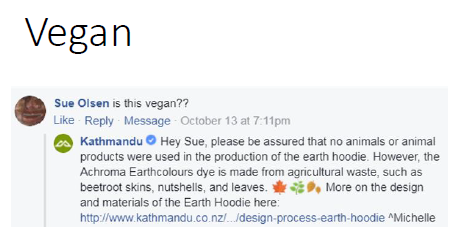 Vegan
Sue Olsen is this vegan??
Like · Reply · Message · October 13 at 7:11pm
Kathmandu Hey Sue, please be assured that no animals or animal
products were used in the production of the earth hoodie. However, the
Achroma Earthcolours dye is made from agricultural waste, such as
beetroot skins, nutshells, and leaves. 🍁🌿🍂 More on the design
and materials of the Earth Hoodie here:
http://www.kathmandu.co.nz/.../design-process-earth-hoodie ^Michelle